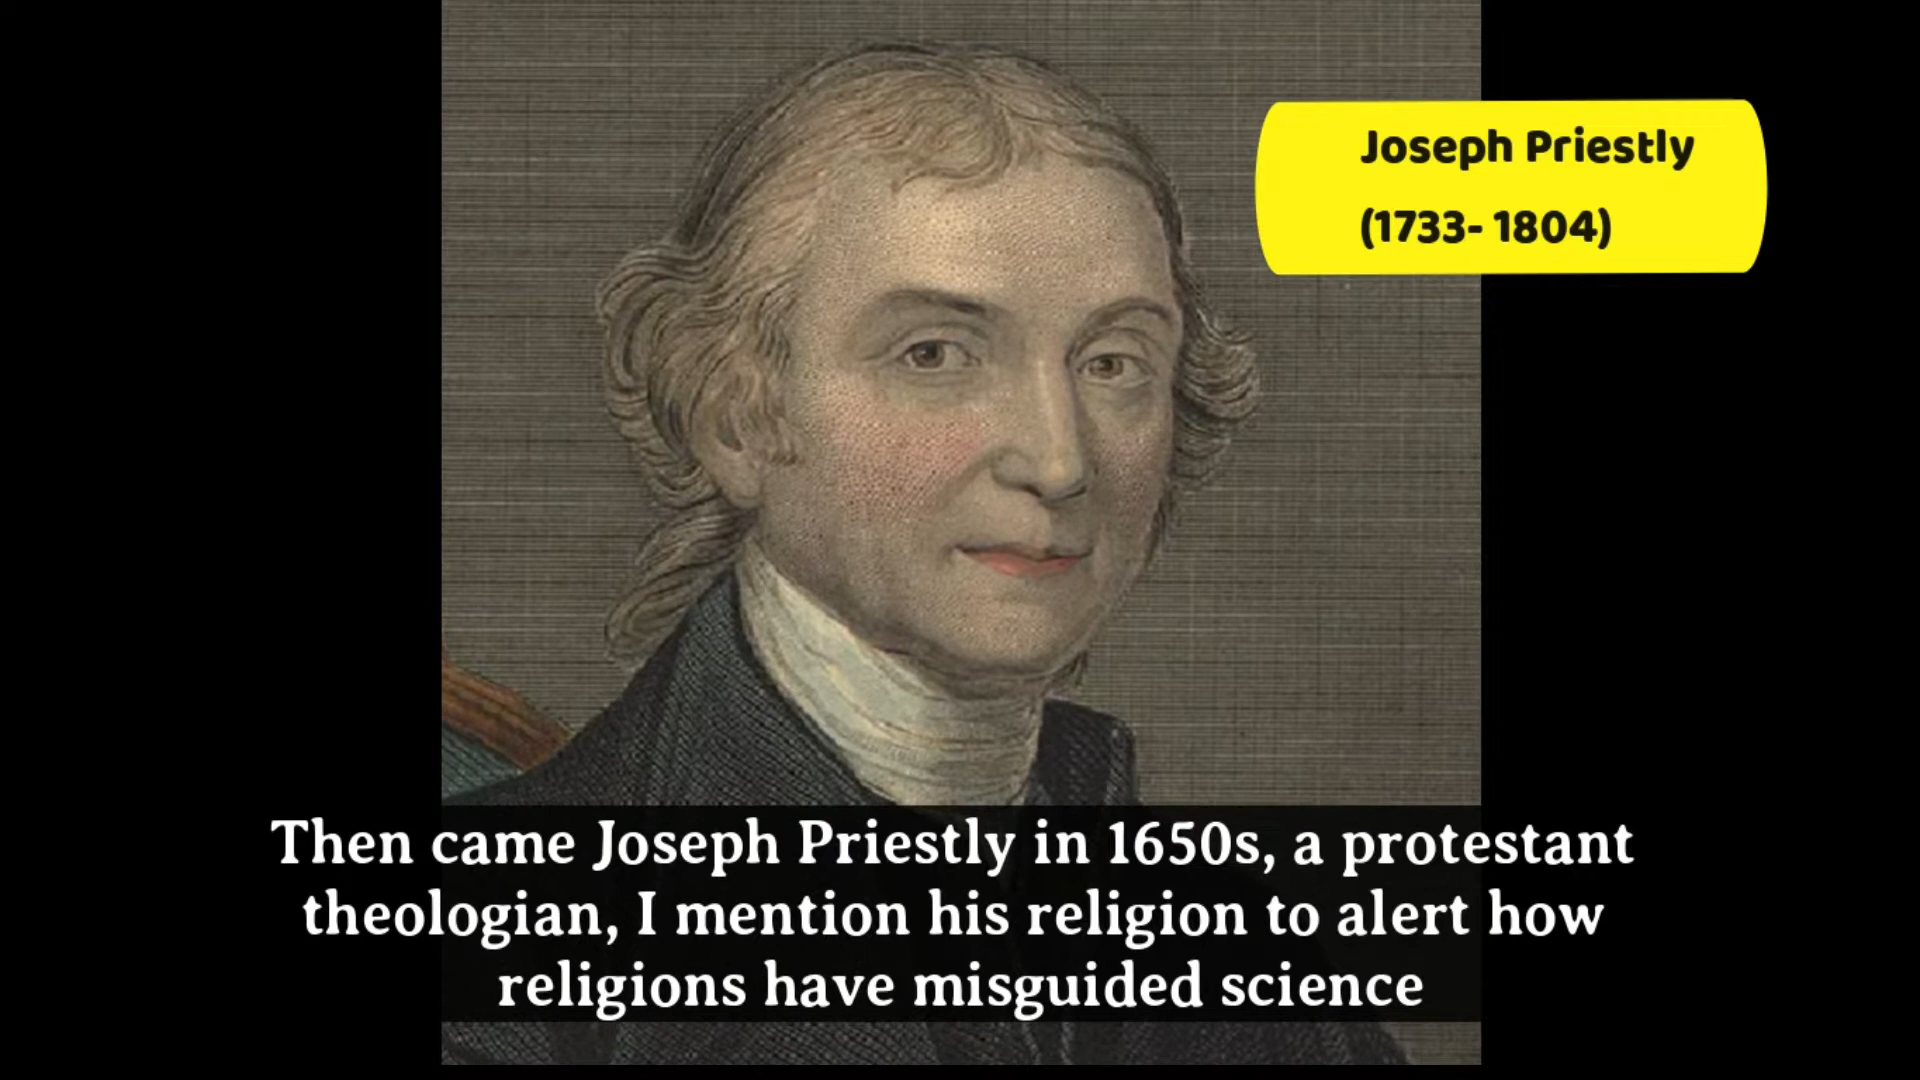 Joseph Priestly
(1733- 1804)
Then came Joseph Priestly in 1650s, a protestant
theologian, I mention his religion to alert how
religions have misguided science